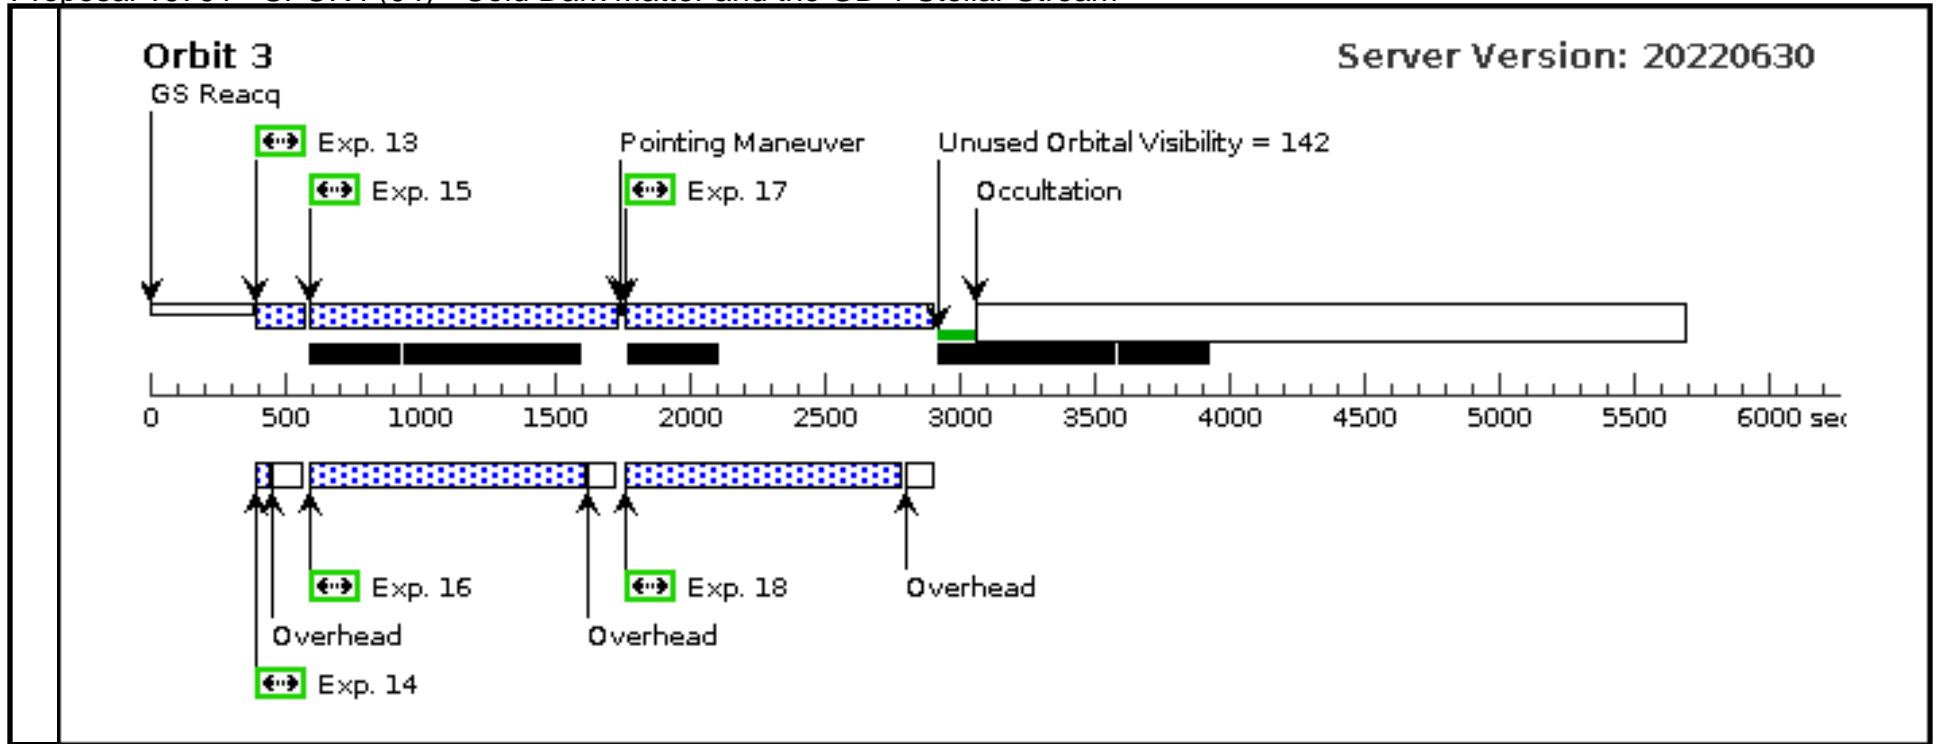 Orbit 3
Server Version: 20220630
GS Reacq
Exp. 13
Pointing Maneuver
Unused Orbital Visibility = 142
Exp. 15
Exp. 17
Occultation
0 500 1000 1500 2000 2500 3000 3500 4000 4500 5000 5500 6000 sec
Exp. 16
Exp. 18
Overhead
Overhead
Overhead
Exp. 14